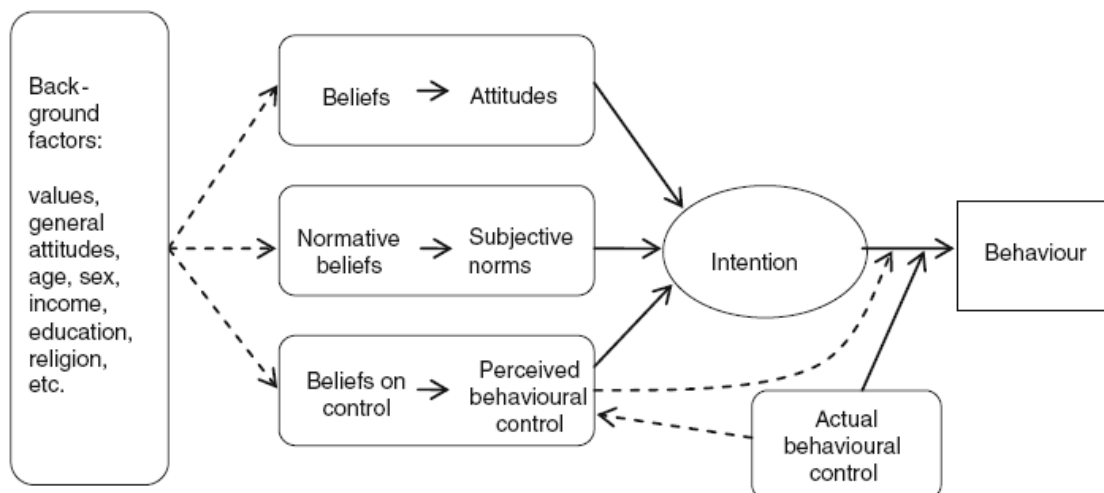 Back-
ground
factors:
values,
general
attitudes,
age, sex,
income,
education,
religion,
etc.
Beliefs
Attitudes
Normative
beliefs
Subjective
norms
Beliefs on
control
Perceived
behavioural
control
Intention
Behaviour
Actual
behavioural
control